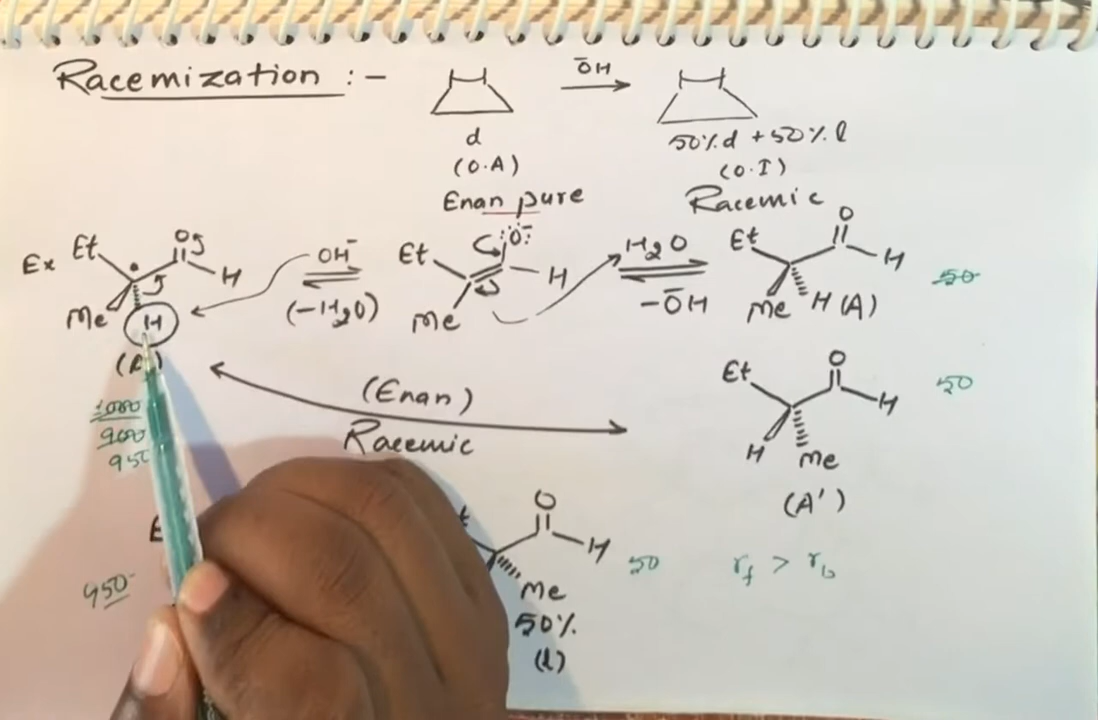 Racemization :-
OH⁻
d
50% d + 50% l
(O.A)
(O.I)
Enan pure
Racemic
Ex
Et
O
H
Me
H
OH⁻
(-H₂O)
Et
:Ö:⁻
H
Me
H₂O
-OH⁻
Et
O
H
Me
H (A)
50
Et
O
H
H
Me
(A')
50
(Enan)
Racemic
1000
900
950
O
H
Me
50
50%
(l)
rf > rb